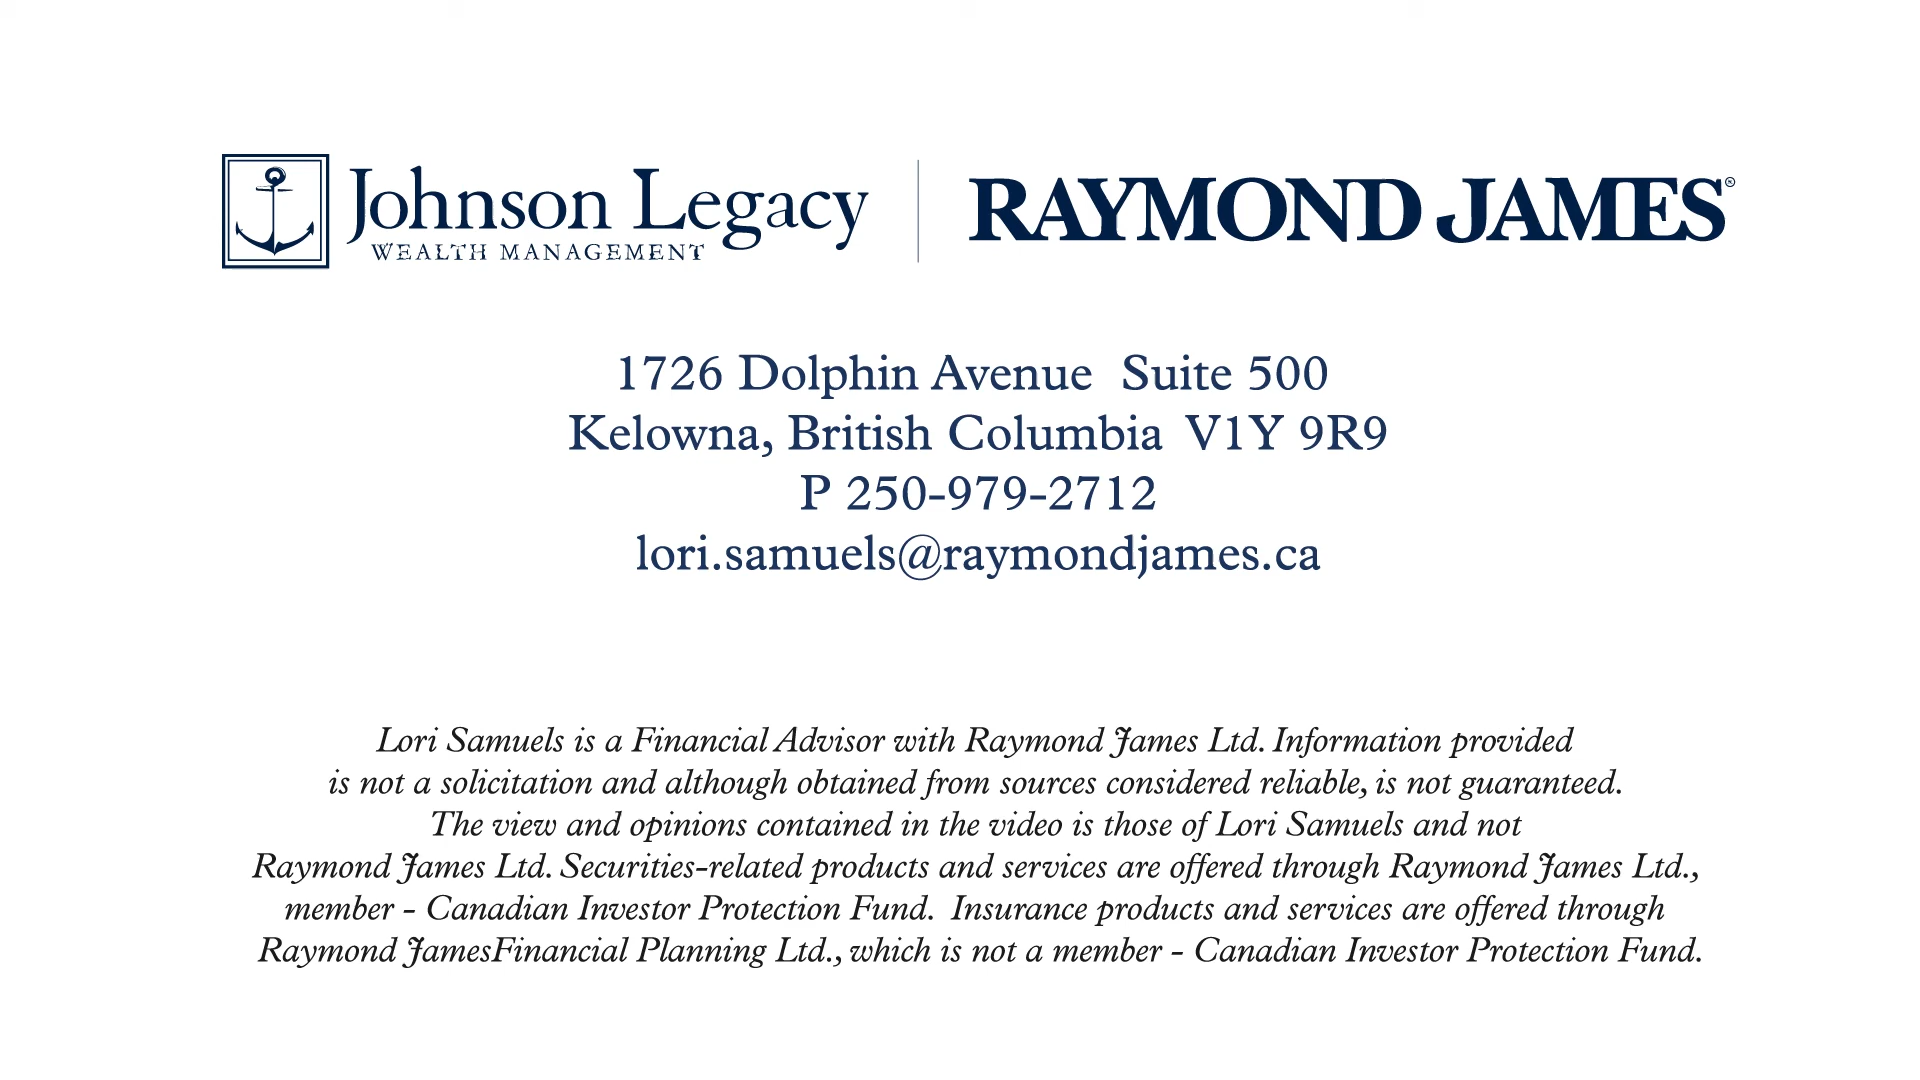 Johnson Legacy
WEALTH MANAGEMENT
RAYMOND JAMES®
1726 Dolphin Avenue  Suite 500
Kelowna, British Columbia  V1Y 9R9
P 250-979-2712
lori.samuels@raymondjames.ca
Lori Samuels is a Financial Advisor with Raymond James Ltd. Information provided
is not a solicitation and although obtained from sources considered reliable, is not guaranteed.
The view and opinions contained in the video is those of Lori Samuels and not
Raymond James Ltd. Securities-related products and services are offered through Raymond James Ltd.,
member - Canadian Investor Protection Fund.  Insurance products and services are offered through
Raymond JamesFinancial Planning Ltd., which is not a member - Canadian Investor Protection Fund.